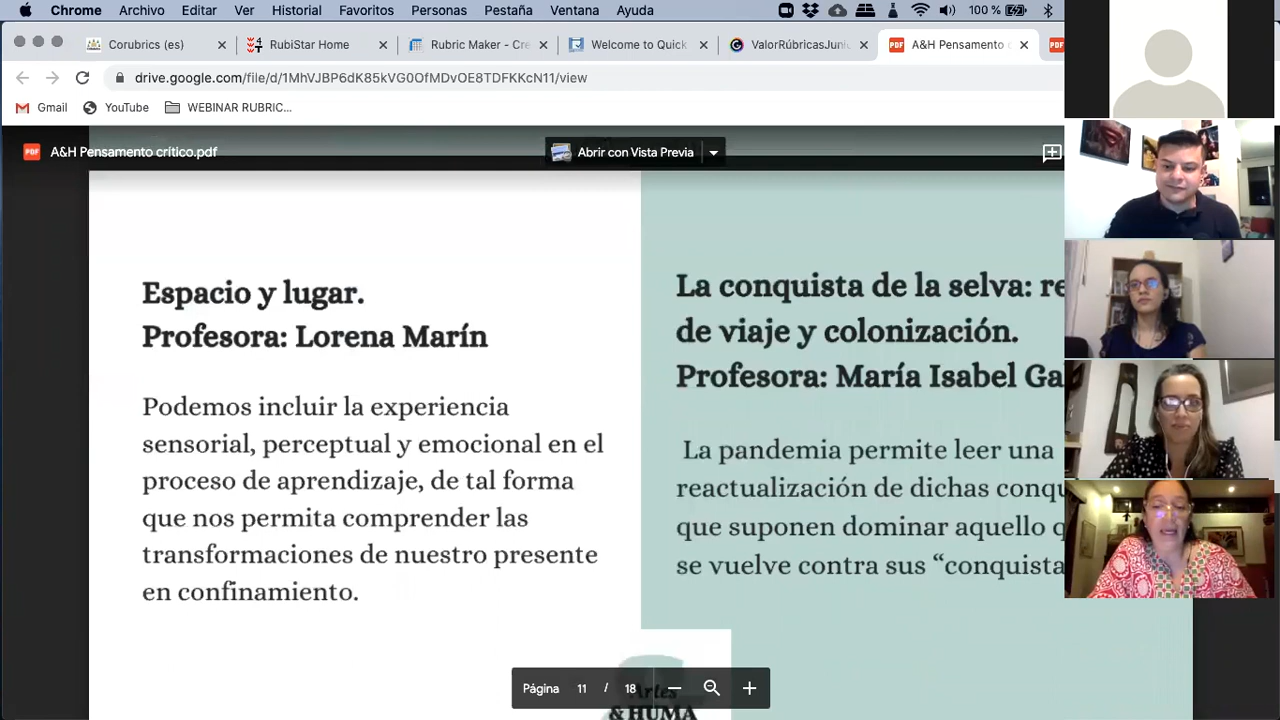 Chrome Archivo Editar Ver Historial Favoritos Personas Pestaña Ventana Ayuda 100 %
Corubrics (es) RubiStar Home Rubric Maker - Cre Welcome to Quick ValorRúbricasJuni A&H Pensamento c
drive.google.com/file/d/1MhVJBP6dK85kVG0OfMDvOE8TDFKKcN11/view
Gmail YouTube WEBINAR RUBRIC...
PDF A&H Pensamento crítico.pdf Abrir con Vista Previa
Espacio y lugar.
Profesora: Lorena Marín
Podemos incluir la experiencia
sensorial, perceptual y emocional en el
proceso de aprendizaje, de tal forma
que nos permita comprender las
transformaciones de nuestro presente
en confinamiento.
La conquista de la selva: re
de viaje y colonización.
Profesora: María Isabel Ga
La pandemia permite leer una
reactualización de dichas conqu
que suponen dominar aquello q
se vuelve contra sus “conquista
Artes
& HUMA
Página 11 / 18